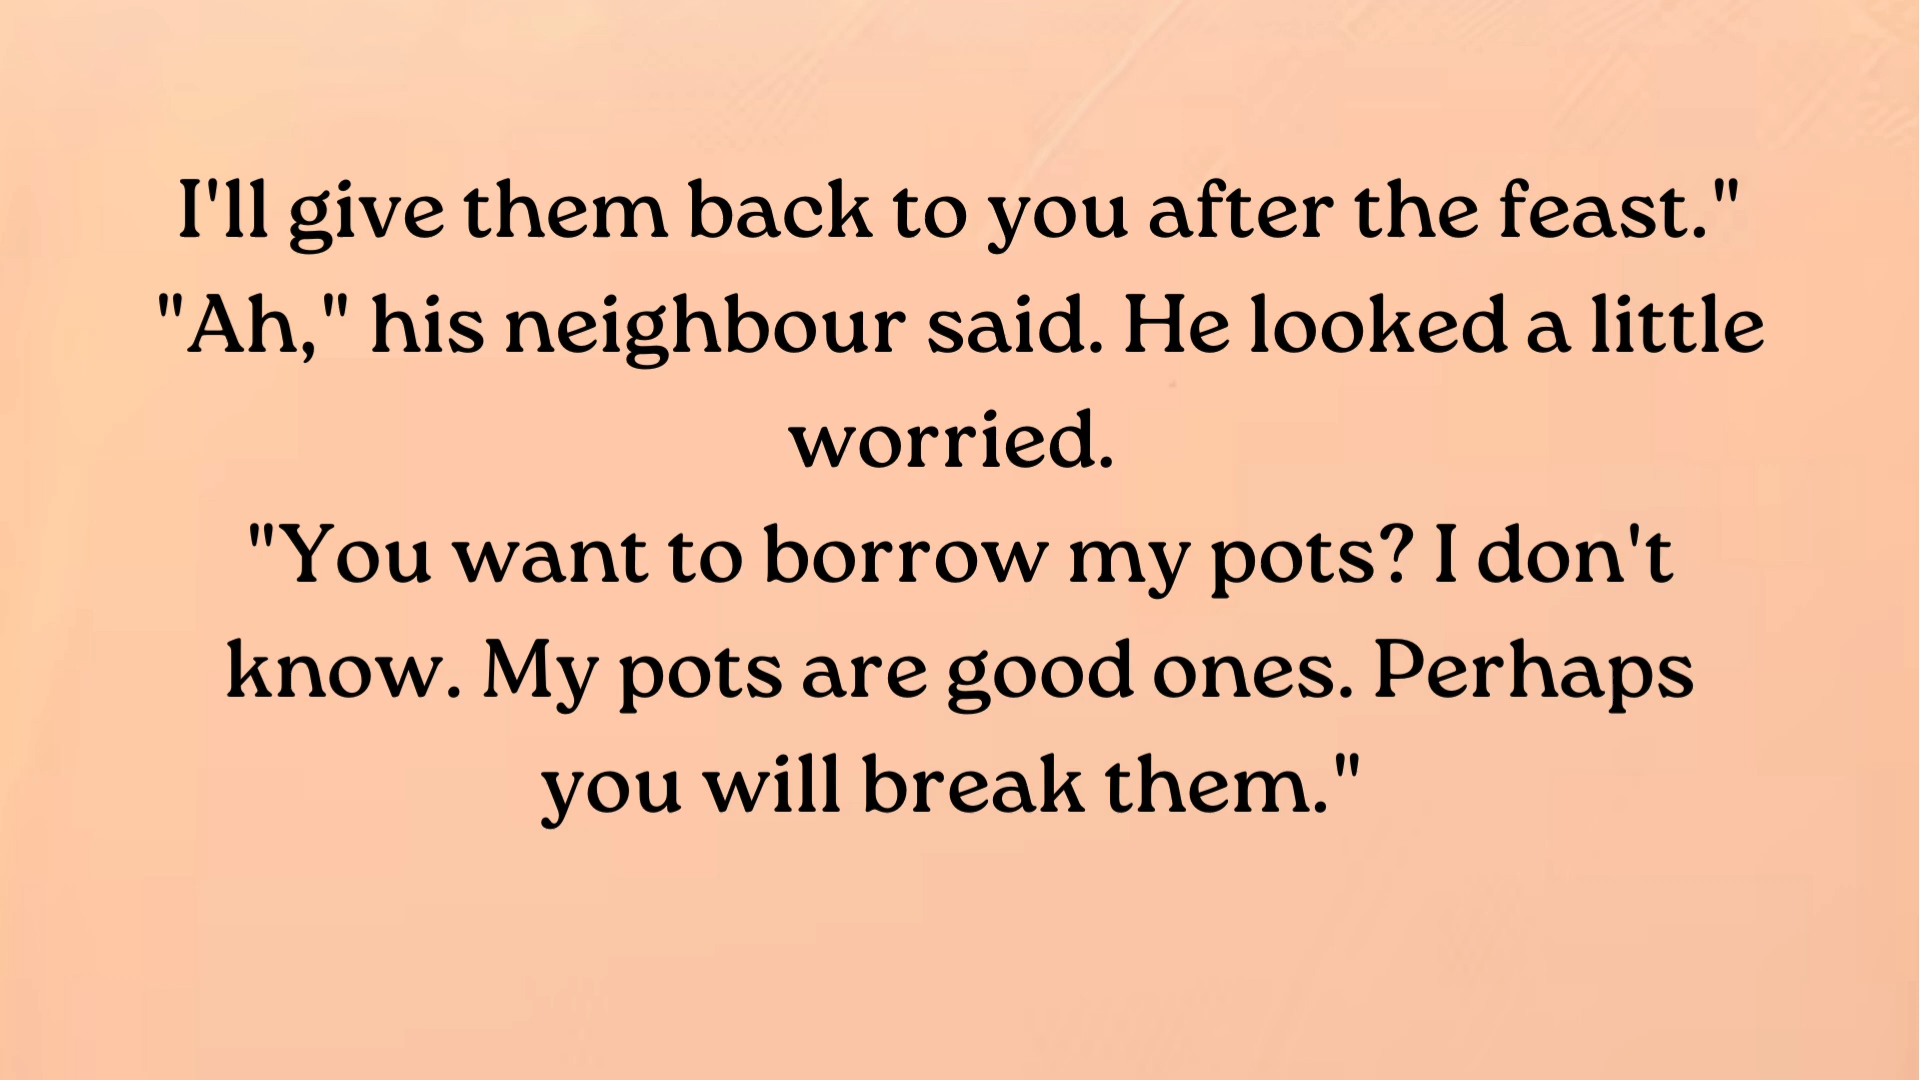 I'll give them back to you after the feast."
"Ah," his neighbour said. He looked a little
worried.
"You want to borrow my pots? I don't
know. My pots are good ones. Perhaps
you will break them."